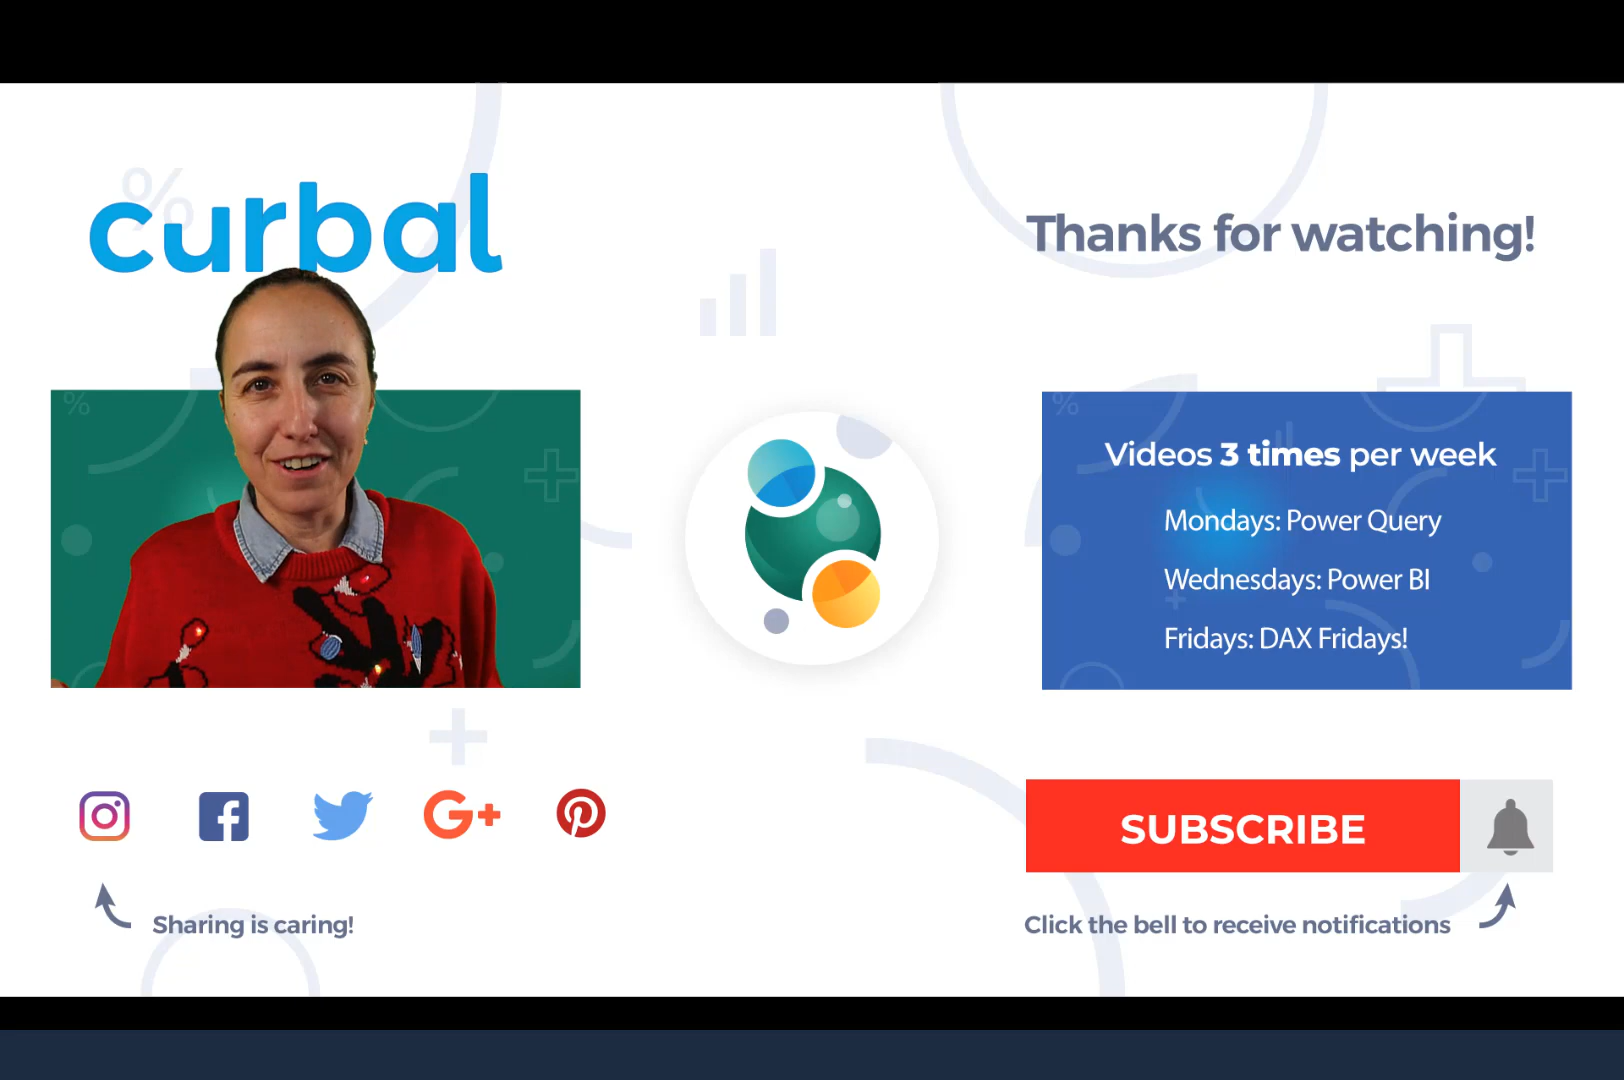 curbal
Thanks for watching!
Videos 3 times per week
Mondays: Power Query
Wednesdays: Power BI
Fridays: DAX Fridays!
G+
SUBSCRIBE
Sharing is caring!
Click the bell to receive notifications